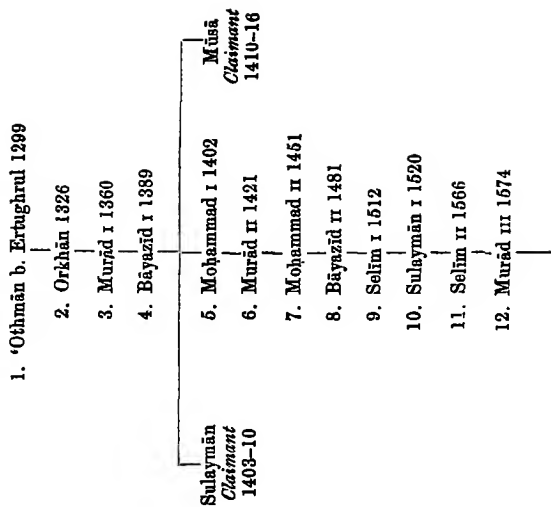 1. ‘Othmān b. Ertughrul 1299
2. Orkhān 1326
3. Murād I 1360
4. Bāyazīd I 1389
Sulaymān
Claimant
1403–10
5. Moḥammad I 1402
Mūsā
Claimant
1410–16
6. Murād II 1421
7. Moḥammad II 1451
8. Bāyazīd II 1481
9. Selīm I 1512
10. Sulaymān I 1520
11. Selīm II 1566
12. Murād III 1574